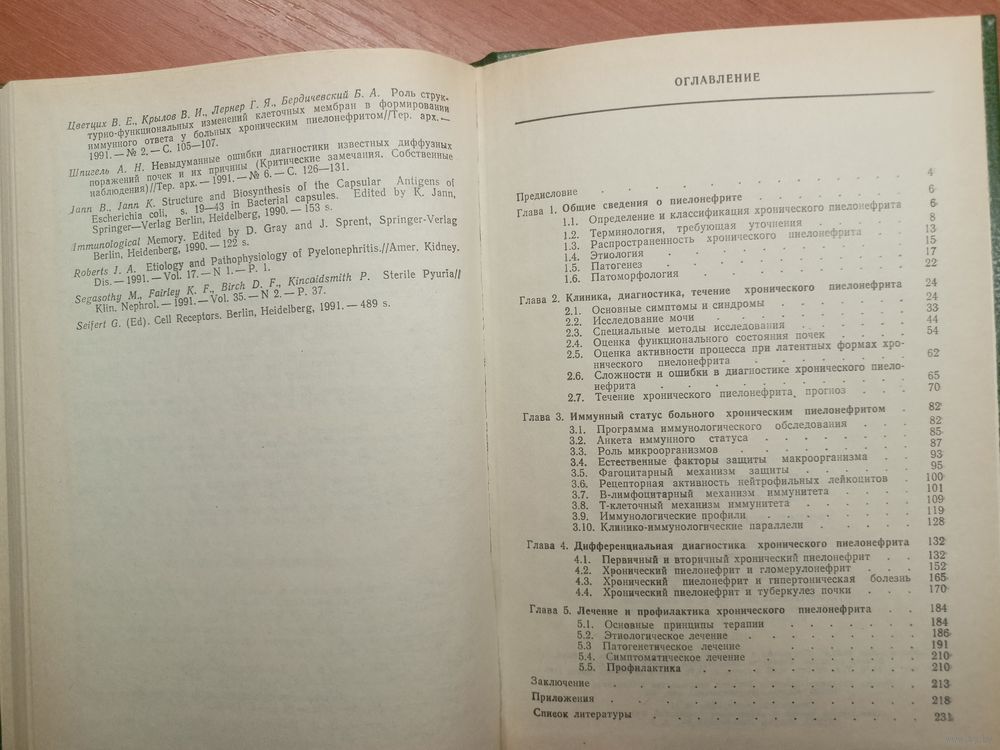 Цветцих В. Е., Крылов В. И., Лернер Г. Я., Бердичевский Б. А. Роль струк-
турно-функциональных изменений клеточных мембран в формировании
иммунного ответа у больных хроническим пиелонефритом//Тер. арх.—
1991.—№ 2.—С. 105—107.
Шпигель А. Н. Невыдуманные ошибки диагностики известных диффузных
поражений почек и их причины (Критические замечания. Собственные
наблюдения)//Тер. арх.—1991.—№ 6.—С. 126—131.
Jann B., Jann K. Structure and Biosynthesis of the Capsular Antigens of
Escherichia coli, s. 19—43 in Bacterial capsules. Edited by K. Jann,
Springer—Verlag Berlin, Heidelberg, 1990.—153 s.
Immunological Memory. Edited by D. Gray and J. Sprent, Springer-Verlag
Berlin, Heidenberg, 1990.—122 s.
Roberts J. A. Etiology and Pathophysiology of Pyelonephritis.//Amer. Kidney.
Dis.—1991.—Vol. 17.—N 1.—P. 1.
Segasothy M., Fairley K. F., Birch D. F., Kincaidsmith P. Sterile Pyuria//
Klin. Nephrol.—1991.—Vol. 35.—N 2.—P. 37.
Seifert G. (Ed). Cell Receptors. Berlin, Heidelberg, 1991.—489 s.
ОГЛАВЛЕНИЕ
Предисловие . . . . . . . . . . 4
Глава 1. Общие сведения о пиелонефрите . . . . . 6
1.1. Определение и классификация хронического пиелонефрита 6
1.2. Терминология, требующая уточнения . . . . 8
1.3. Распространенность хронического пиелонефрита . . 13
1.4. Этиология . . . . . . . . 15
1.5. Патогенез . . . . . . . . 17
1.6. Патоморфология . . . . . . . 22
Глава 2. Клиника, диагностика, течение хронического пиелонефрита 24
2.1. Основные симптомы и синдромы . . . . . 24
2.2. Исследование мочи . . . . . . 33
2.3. Специальные методы исследования . . . . 44
2.4. Оценка функционального состояния почек . . . 54
2.5. Оценка активности процесса при латентных формах хро-
нического пиелонефрита . . . . . 62
2.6. Сложности и ошибки в диагностике хронического пиело-
нефрита . . . . . . . . 65
2.7. Течение хронического пиелонефрита, прогноз . . . 70
Глава 3. Иммунный статус больного хроническим пиелонефритом . 82
3.1. Программа иммунологического обследования . . . 82
3.2. Анкета иммунного статуса . . . . . 85
3.3. Роль микроорганизмов . . . . . . 87
3.4. Естественные факторы защиты макроорганизма . . 93
3.5. Фагоцитарный механизм защиты . . . . 95
3.6. Рецепторная активность нейтрофильных лейкоцитов . 100
3.7. В-лимфоцитарный механизм иммунитета . . . . 101
3.8. Т-клеточный механизм иммунитета . . . . 109
3.9. Иммунологические профили . . . . . 119
3.10. Клинико-иммунологические параллели . . . . 128
Глава 4. Дифференциальная диагностика хронического пиелонефрита 132
4.1. Первичный и вторичный хронический пиелонефрит . . 132
4.2. Хронический пиелонефрит и гломерулонефрит . . . 152
4.3. Хронический пиелонефрит и гипертоническая болезнь 165
4.4. Хронический пиелонефрит и туберкулез почки . . . 170
Глава 5. Лечение и профилактика хронического пиелонефрита . . 184
5.1. Основные принципы терапии . . . . . 184
5.2. Этиологическое лечение . . . . . . 186
5.3 Патогенетическое лечение . . . . . 191
5.4. Симптоматическое лечение . . . . . 210
5.5. Профилактика . . . . . . . 210
Заключение . . . . . . . . . . 213
Приложения . . . . . . . . . . 218
Список литературы . . . . . . . . 231